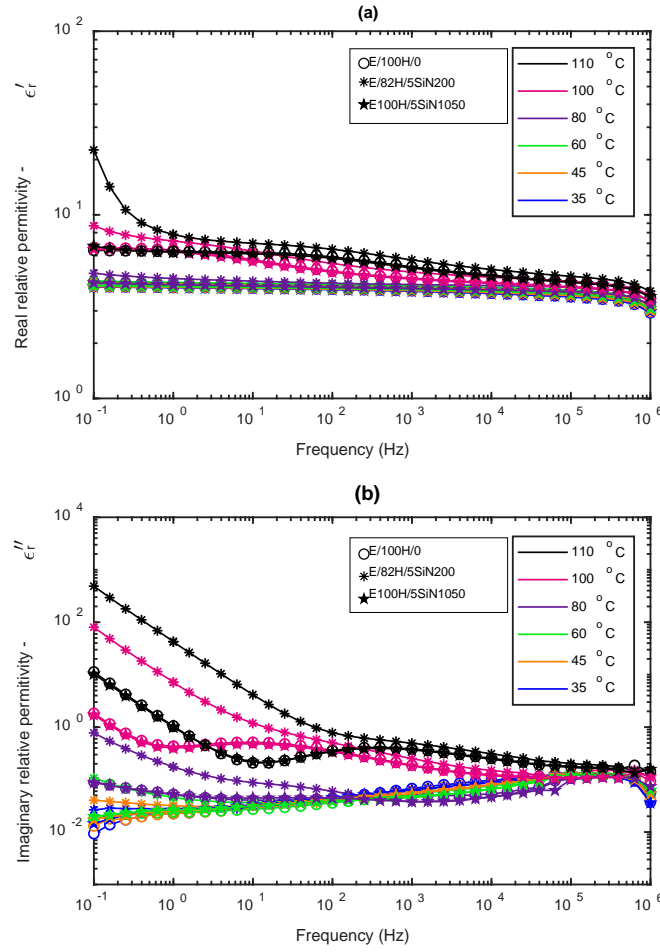 (a)
10 2
10 1
10 0
Real relative permitivity - ϵr′
E/100H/0
E/82H/5SiN200
E100H/5SiN1050
110 °C
100 °C
80 °C
60 °C
45 °C
35 °C
10 -1 10 0 10 1 10 2 10 3 10 4 10 5 10 6
Frequency (Hz)
(b)
10 4
10 2
10 0
10 -2
Imaginary relative permitivity - ϵr′′
E/100H/0
E/82H/5SiN200
E100H/5SiN1050
110 °C
100 °C
80 °C
60 °C
45 °C
35 °C
10 -1 10 0 10 1 10 2 10 3 10 4 10 5 10 6
Frequency (Hz)